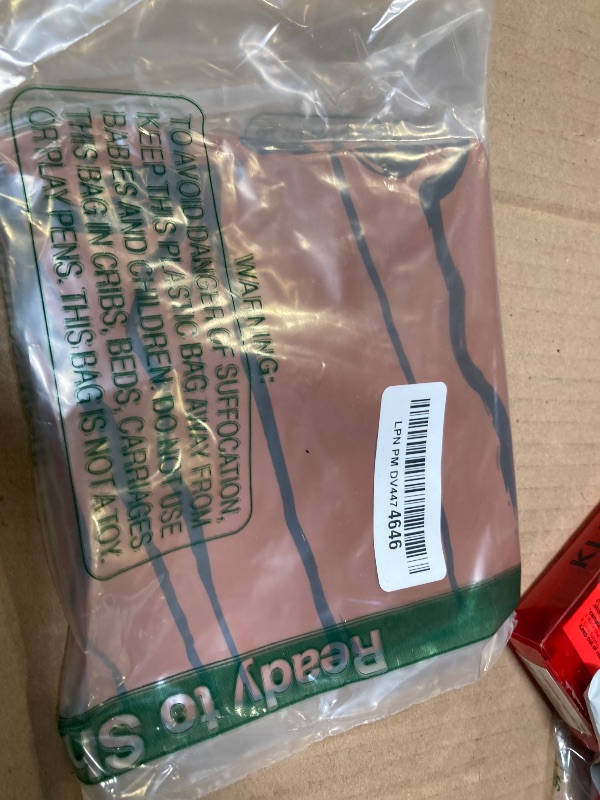 WARNING:
TO AVOID DANGER OF SUFFOCATION,
KEEP THIS PLASTIC BAG AWAY FROM
BABIES AND CHILDREN. DO NOT USE
THIS BAG IN CRIBS, BEDS, CARRIAGES
OR PLAY PENS. THIS BAG IS NOT A TOY.
LPN PM DV447 4646
Ready to Sh
KL